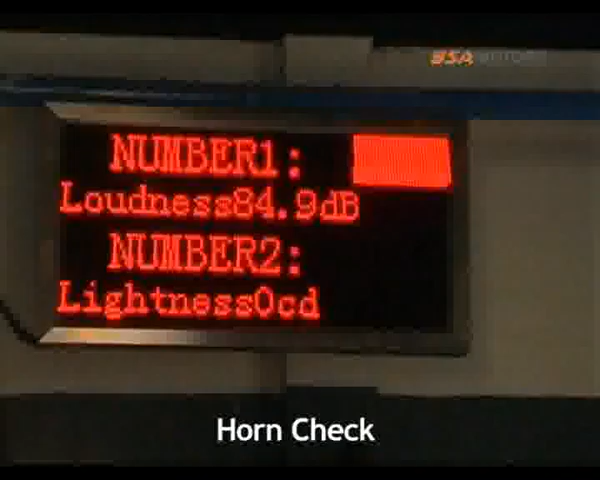 NUMBER1:
Loudness84.9dB
NUMBER2:
Lightness0cd
Horn Check